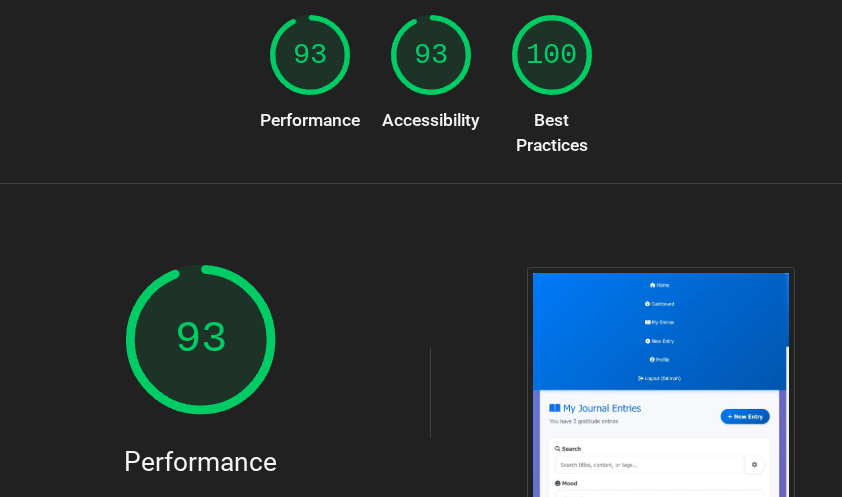 93
93
100
Performance
Accessibility
Best
Practices
93
Performance
Home
Dashboard
My Entries
New Entry
Profile
Logout (fatimah)
My Journal Entries
You have 5 gratitude entries
+ New Entry
Search
Search titles, content, or tags...
Mood